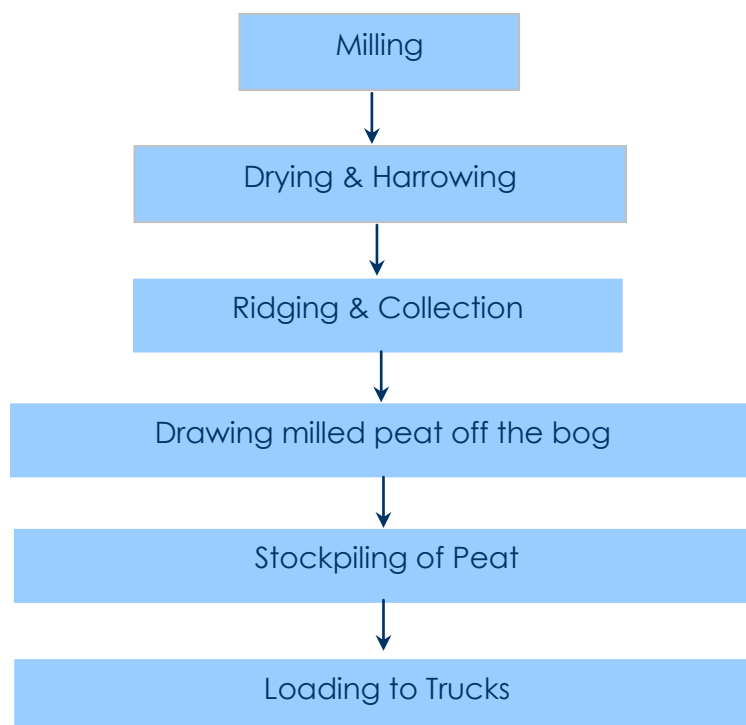 Milling
Drying & Harrowing
Ridging & Collection
Drawing milled peat off the bog
Stockpiling of Peat
Loading to Trucks